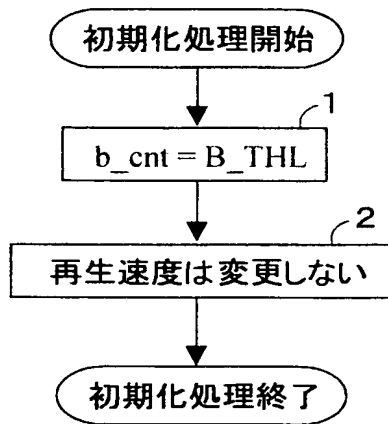 初期化処理開始
1
b_cnt = B_THL
2
再生速度は変更しない
初期化処理終了